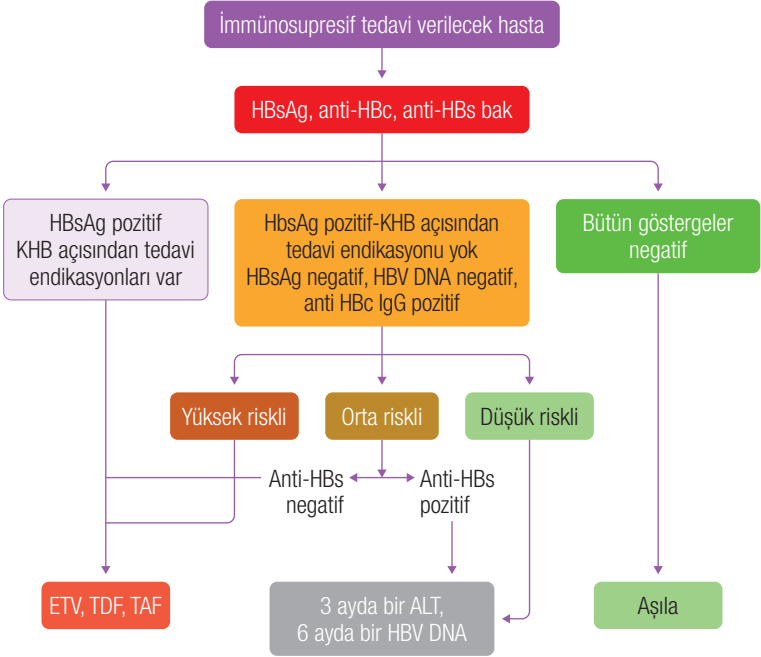 İmmünosupresif tedavi verilecek hasta
HBsAg, anti-HBc, anti-HBs bak
HBsAg pozitif
KHB açısından tedavi
endikasyonları var
HbsAg pozitif-KHB açısından
tedavi endikasyonu yok
HBsAg negatif, HBV DNA negatif,
anti HBc IgG pozitif
Bütün göstergeler
negatif
Yüksek riskli
Orta riskli
Düşük riskli
Anti-HBs
negatif
Anti-HBs
pozitif
ETV, TDF, TAF
3 ayda bir ALT,
6 ayda bir HBV DNA
Aşıla